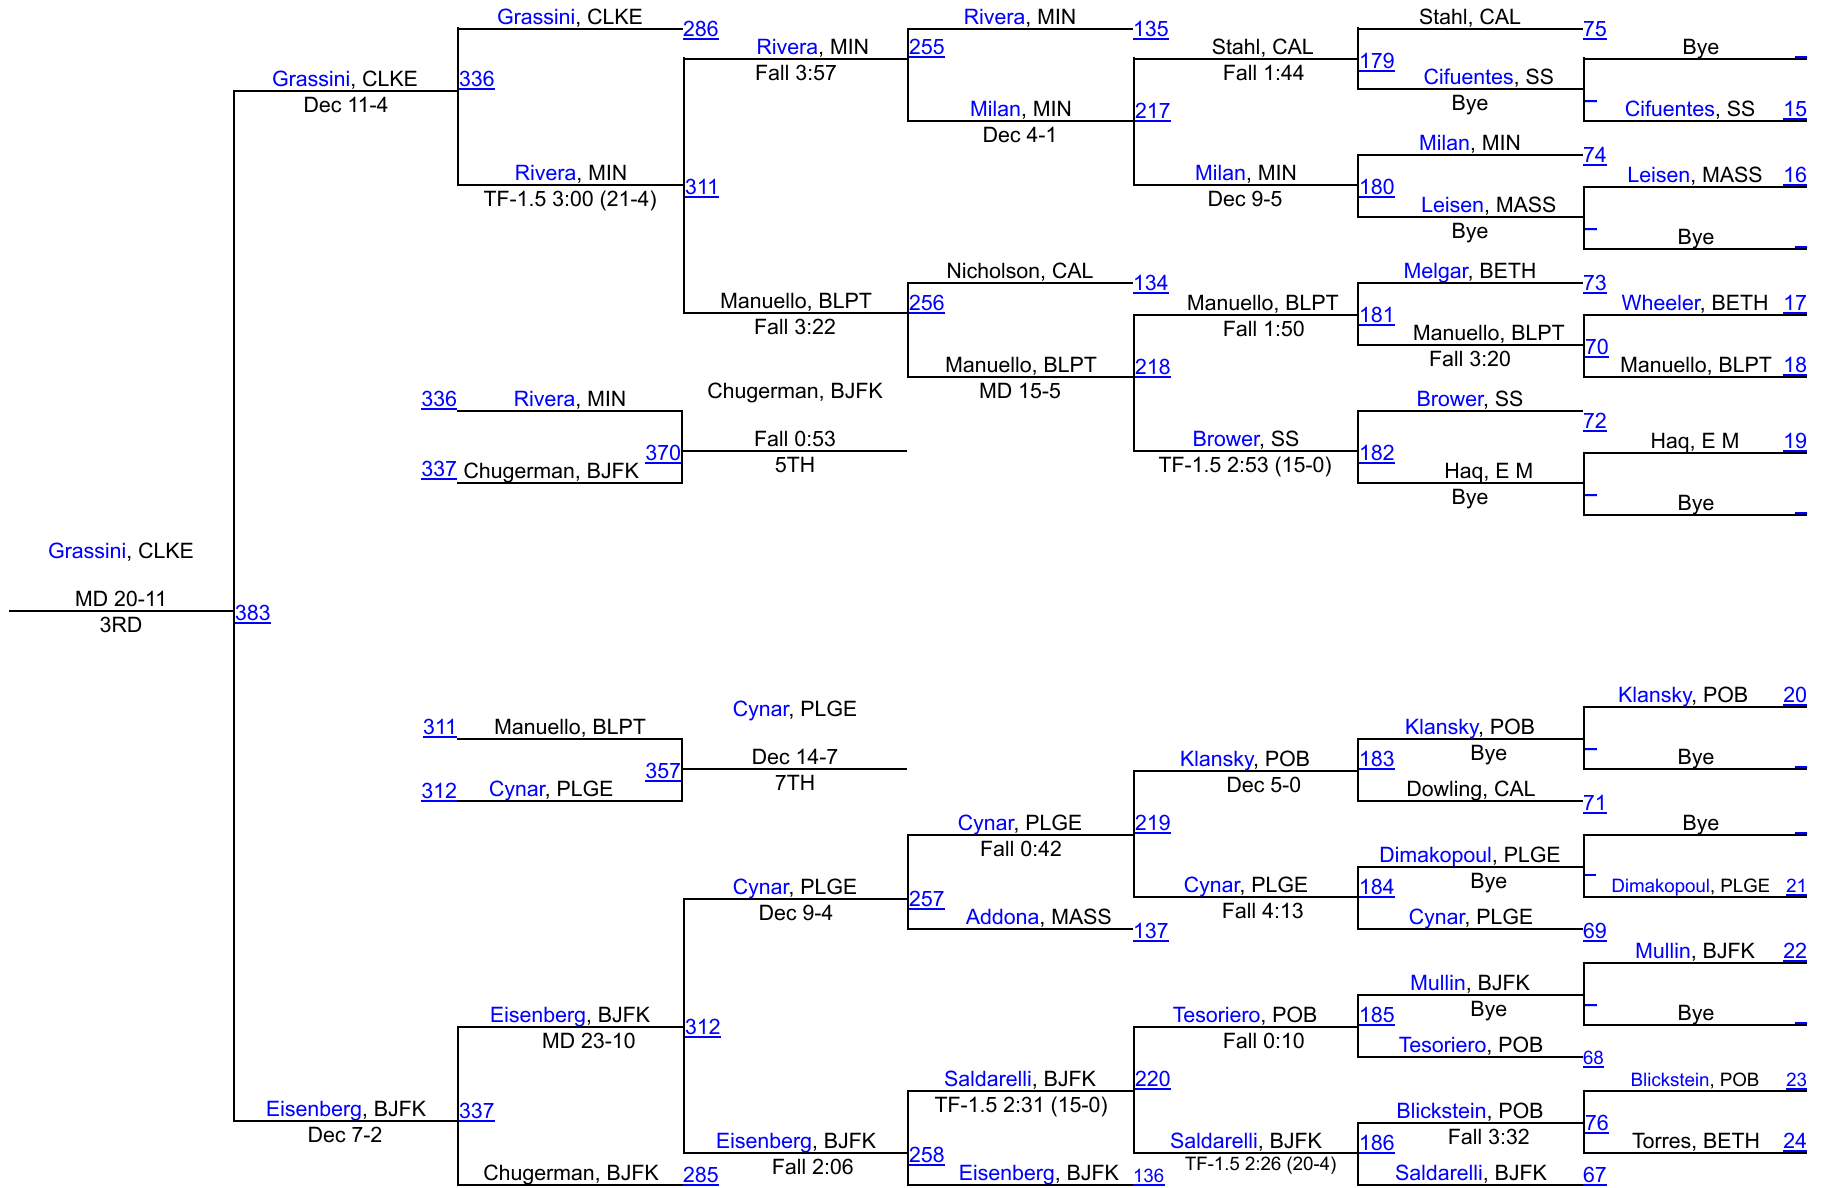 Grassini, CLKE
286
Rivera, MIN
135
Stahl, CAL
75
Rivera, MIN
255
Stahl, CAL
Bye
Fall 3:57
Fall 1:44
179
Grassini, CLKE
336
Cifuentes, SS
Dec 11-4
Bye
Milan, MIN
217
Cifuentes, SS
15
Dec 4-1
Milan, MIN
74
Rivera, MIN
311
Milan, MIN
180
Leisen, MASS
16
TF-1.5 3:00 (21-4)
Dec 9-5
Leisen, MASS
Bye
Bye
Nicholson, CAL
134
Melgar, BETH
73
Manuello, BLPT
256
Manuello, BLPT
181
Wheeler, BETH
17
Fall 3:22
Fall 1:50
Manuello, BLPT
70
Fall 3:20
Manuello, BLPT
218
Manuello, BLPT
18
MD 15-5
Chugerman, BJFK
336
Rivera, MIN
Brower, SS
72
Fall 0:53
Brower, SS
182
Haq, E M
19
370
5TH
TF-1.5 2:53 (15-0)
337
Chugerman, BJFK
Haq, E M
Bye
Bye
Grassini, CLKE
MD 20-11
383
3RD
Klansky, POB
20
Cynar, PLGE
311
Manuello, BLPT
Klansky, POB
Bye
Dec 14-7
Klansky, POB
183
Bye
357
7TH
Dec 5-0
312
Cynar, PLGE
Dowling, CAL
71
Cynar, PLGE
219
Bye
Fall 0:42
Dimakopoul, PLGE
Bye
Cynar, PLGE
257
Cynar, PLGE
184
Dimakopoul, PLGE
21
Dec 9-4
Fall 4:13
Addona, MASS
137
Cynar, PLGE
69
Mullin, BJFK
22
Mullin, BJFK
Bye
Eisenberg, BJFK
312
Tesoriero, POB
185
Bye
MD 23-10
Fall 0:10
Tesoriero, POB
68
Saldarelli, BJFK
220
Blickstein, POB
23
TF-1.5 2:31 (15-0)
Eisenberg, BJFK
337
Blickstein, POB
76
Dec 7-2
Fall 3:32
Eisenberg, BJFK
258
Saldarelli, BJFK
186
Torres, BETH
24
Fall 2:06
TF-1.5 2:26 (20-4)
Chugerman, BJFK
285
Eisenberg, BJFK
136
Saldarelli, BJFK
67